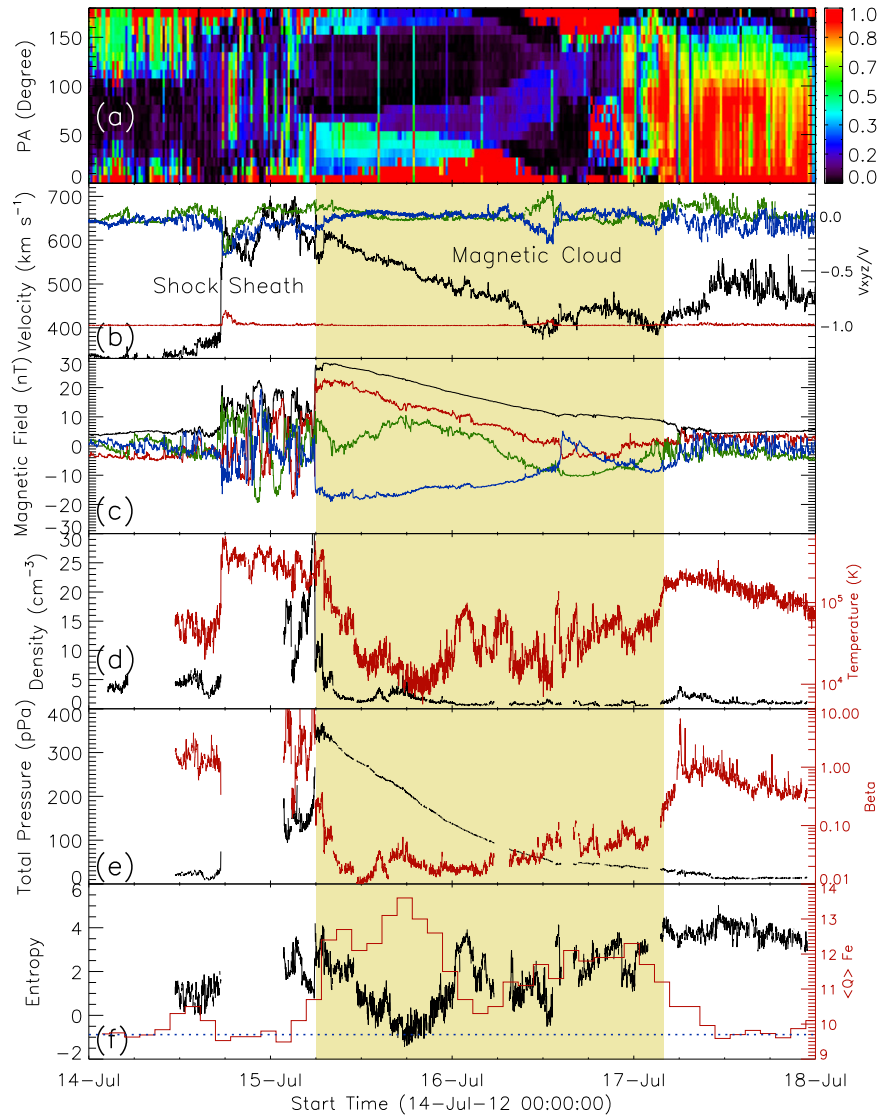 150
100
50
0
PA (Degree)
(a)
1.0
0.8
0.7
0.6
0.5
0.4
0.3
0.2
0.0
700
600
500
400
Velocity (km s⁻¹)
Shock Sheath
Magnetic Cloud
(b)
0.0
−0.5
−1.0
Vxyz/V
30
20
10
0
−10
−20
−30
Magnetic Field (nT)
(c)
30
25
20
15
10
5
0
Density (cm⁻³)
(d)
10⁵
10⁴
Temperature (K)
400
300
200
100
0
Total Pressure (pPa)
(e)
10.00
1.00
0.10
0.01
Beta
6
4
2
0
−2
Entropy
(f)
14
13
12
11
10
9
<Q> Fe
14−Jul 15−Jul 16−Jul 17−Jul 18−Jul
Start Time (14−Jul−12 00:00:00)